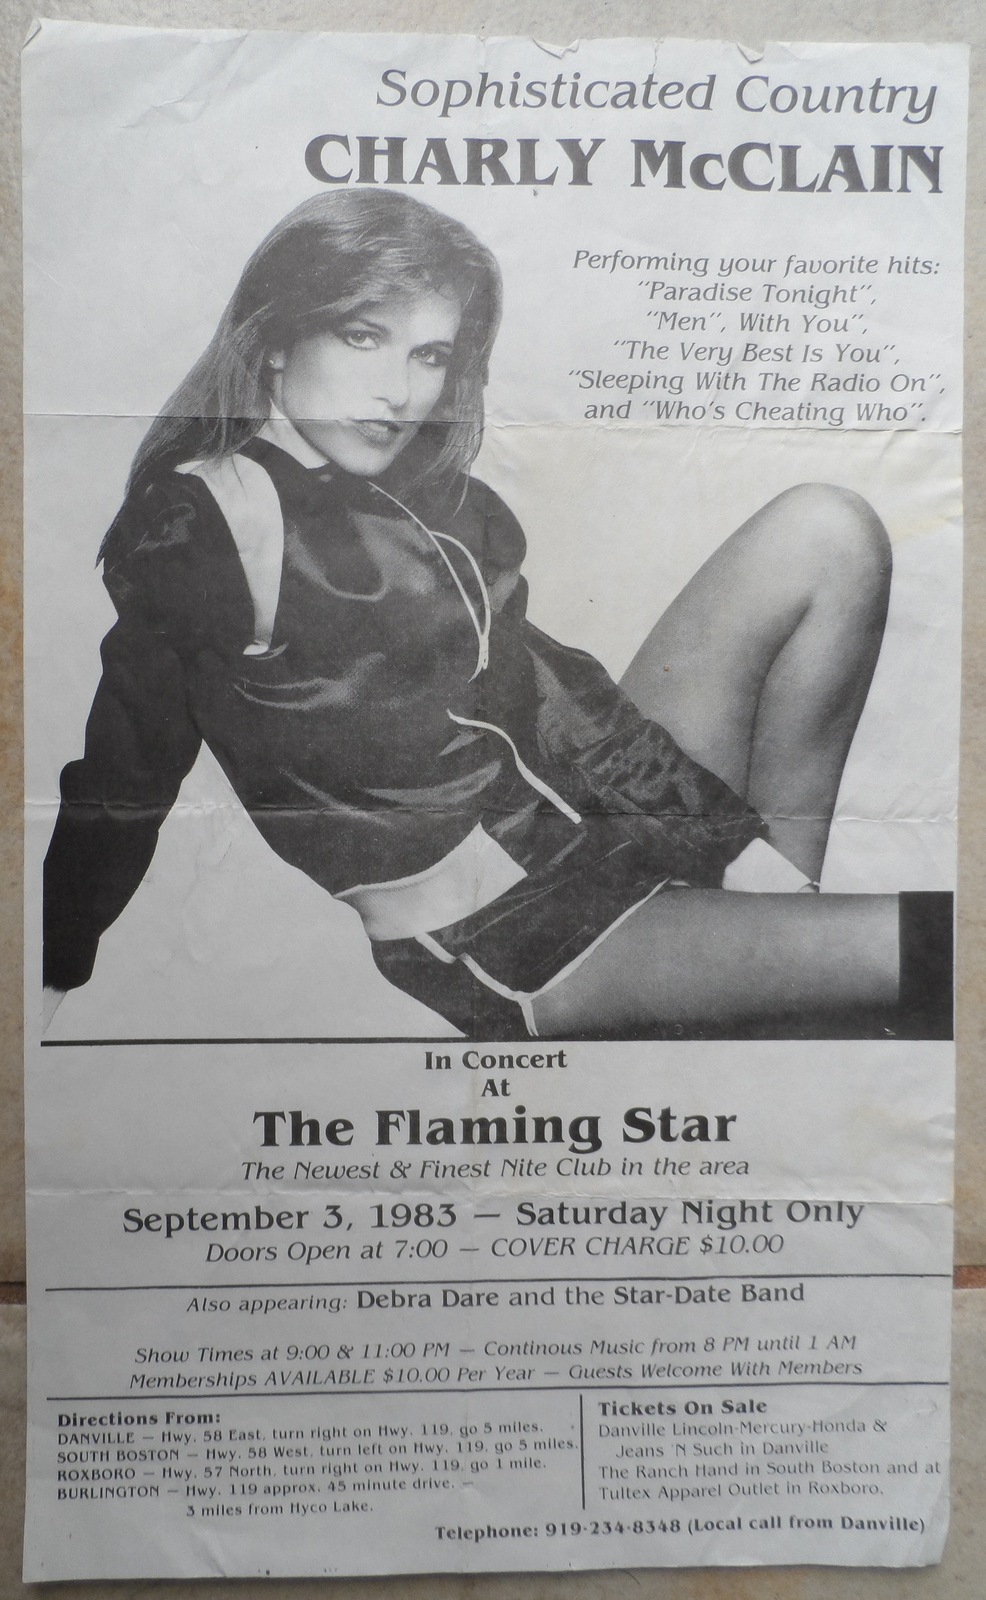 Sophisticated Country
CHARLY McCLAIN
Performing your favorite hits:
"Paradise Tonight",
"Men", With You",
"The Very Best Is You",
"Sleeping With The Radio On",
and "Who's Cheating Who".
In Concert
At
The Flaming Star
The Newest & Finest Nite Club in the area
September 3, 1983 — Saturday Night Only
Doors Open at 7:00 — COVER CHARGE $10.00
Also appearing: Debra Dare and the Star-Date Band
Show Times at 9:00 & 11:00 PM — Continous Music from 8 PM until 1 AM
Memberships AVAILABLE $10.00 Per Year — Guests Welcome With Members
Directions From:
DANVILLE — Hwy. 58 East, turn right on Hwy. 119, go 5 miles.
SOUTH BOSTON — Hwy. 58 West, turn left on Hwy. 119, go 5 miles.
ROXBORO — Hwy. 57 North, turn right on Hwy. 119, go 1 mile.
BURLINGTON — Hwy. 119 approx. 45 minute drive. —
3 miles from Hyco Lake.
Tickets On Sale
Danville Lincoln-Mercury-Honda &
Jeans 'N Such in Danville
The Ranch Hand in South Boston and at
Tultex Apparel Outlet in Roxboro.
Telephone: 919-234-8348 (Local call from Danville)